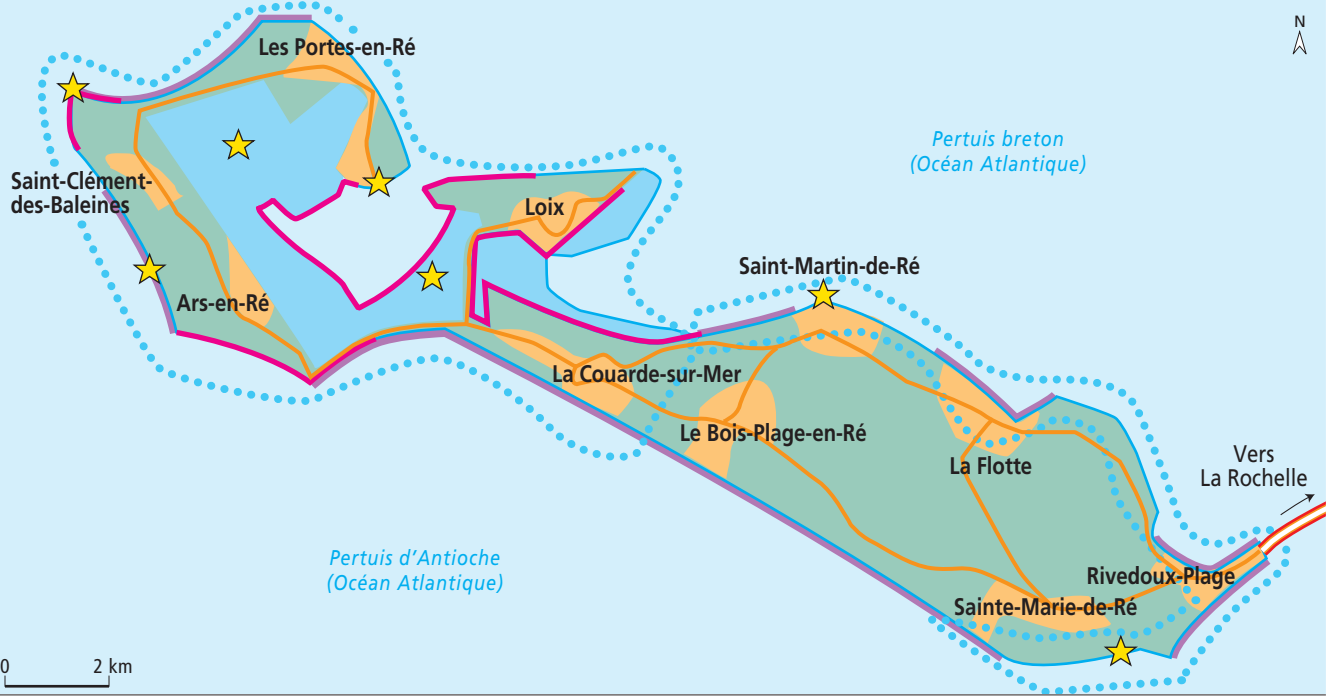 N
Les Portes-en-Ré
Pertuis breton
(Océan Atlantique)
Saint-Clément-
des-Baleines
Loix
Saint-Martin-de-Ré
Ars-en-Ré
La Couarde-sur-Mer
Le Bois-Plage-en-Ré
La Flotte
Vers
La Rochelle
Pertuis d'Antioche
(Océan Atlantique)
Rivedoux-Plage
Sainte-Marie-de-Ré
0 2 km